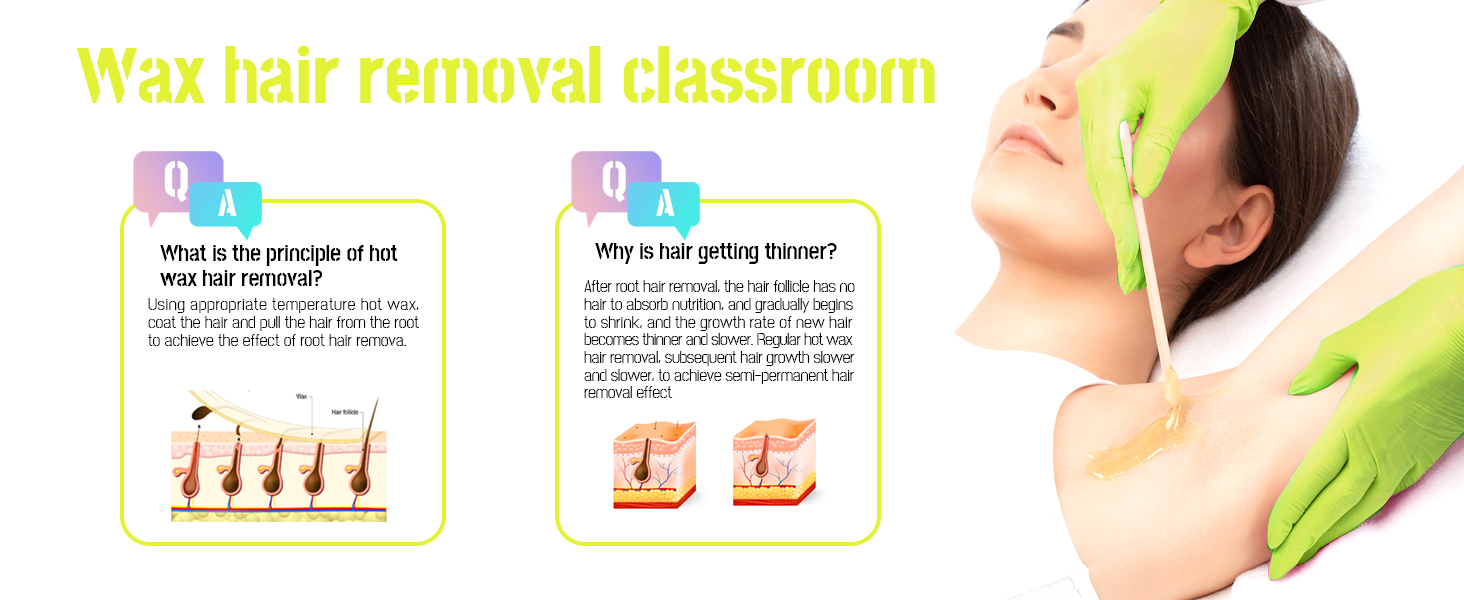 Wax hair removal classroom
Q
A
What is the principle of hot
wax hair removal?
Using appropriate temperature hot wax,
coat the hair and pull the hair from the root
to achieve the effect of root hair remova.
Wax
Hair follicle
Q
A
Why is hair getting thinner?
After root hair removal, the hair follicle has no
hair to absorb nutrition, and gradually begins
to shrink, and the growth rate of new hair
becomes thinner and slower. Regular hot wax
hair removal, subsequent hair growth slower
and slower, to achieve semi-permanent hair
removal effect